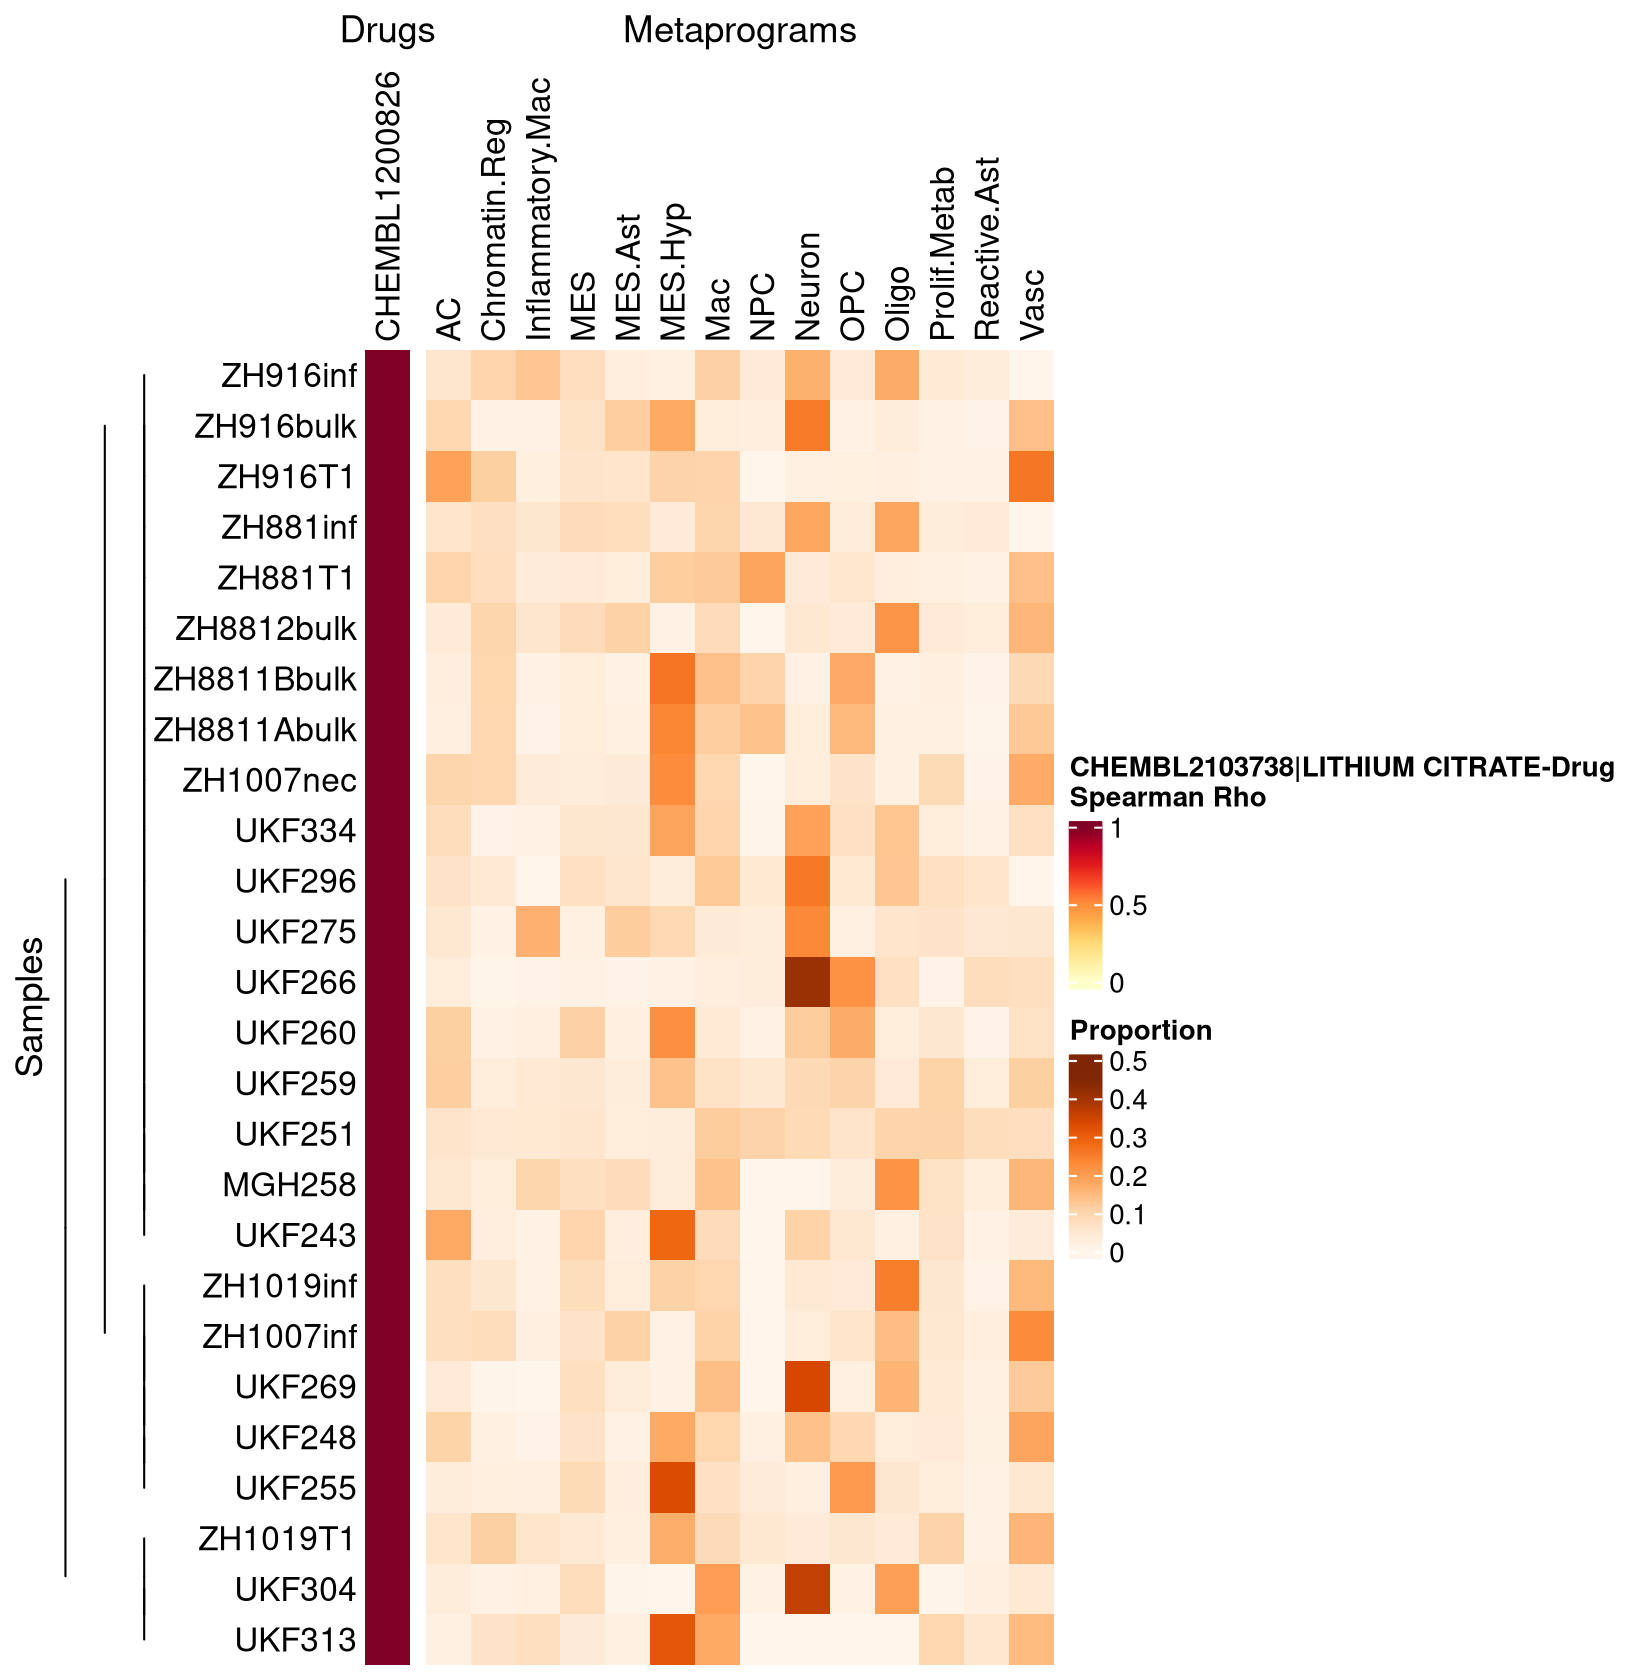 Drugs
Metaprograms
CHEMBL1200826
AC
Chromatin.Reg
Inflammatory.Mac
MES
MES.Ast
MES.Hyp
Mac
NPC
Neuron
OPC
Oligo
Prolif.Metab
Reactive.Ast
Vasc
Samples
ZH916inf
ZH916bulk
ZH916T1
ZH881inf
ZH881T1
ZH8812bulk
ZH8811Bbulk
ZH8811Abulk
ZH1007nec
UKF334
UKF296
UKF275
UKF266
UKF260
UKF259
UKF251
MGH258
UKF243
ZH1019inf
ZH1007inf
UKF269
UKF248
UKF255
ZH1019T1
UKF304
UKF313
CHEMBL2103738|LITHIUM CITRATE-Drug
Spearman Rho
1
0.5
0
Proportion
0.5
0.4
0.3
0.2
0.1
0